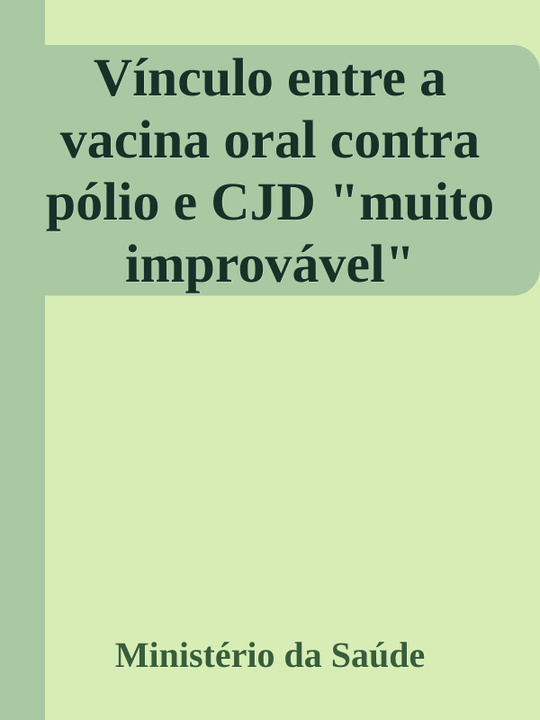 Vínculo entre a
vacina oral contra
pólio e CJD "muito
improvável"
Ministério da Saúde